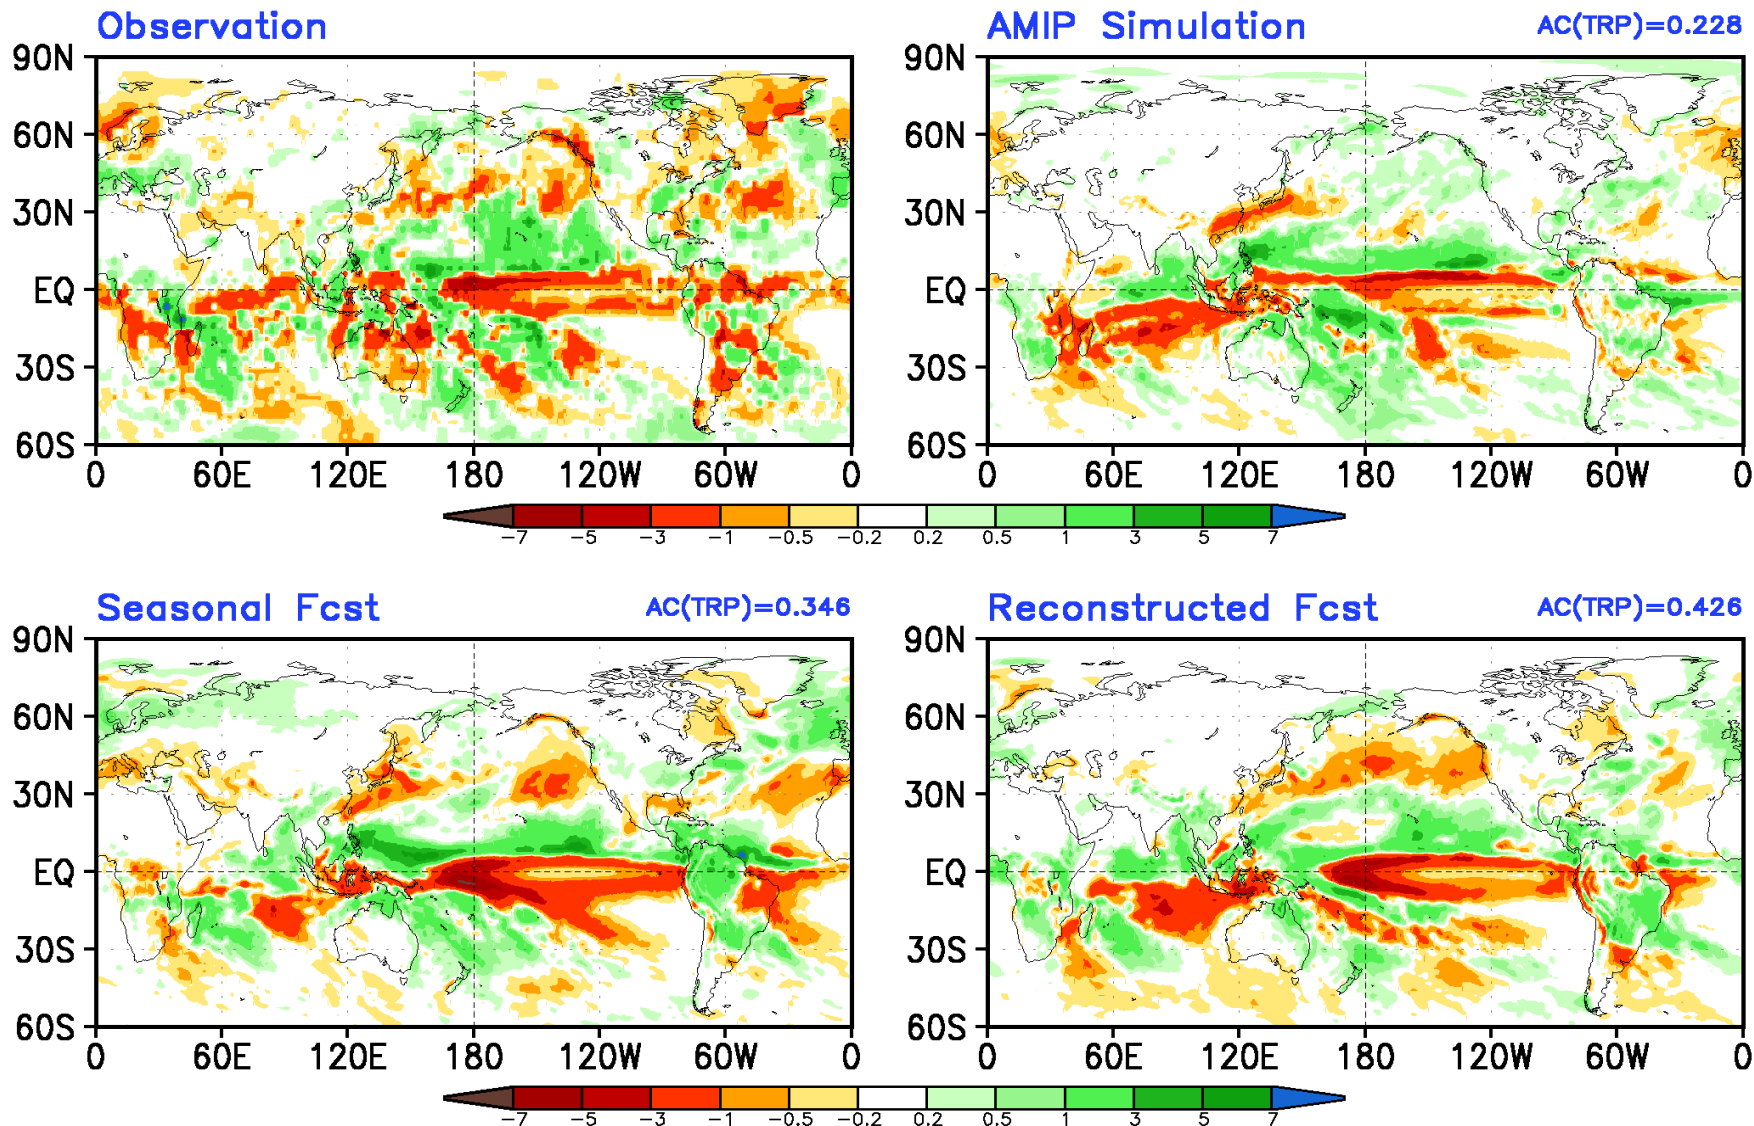 Observation
AMIP Simulation AC(TRP)=0.228
90N 60N 30N EQ 30S 60S
0 60E 120E 180 120W 60W 0
90N 60N 30N EQ 30S 60S
0 60E 120E 180 120W 60W 0
-7 -5 -3 -1 -0.5 -0.2 0.2 0.5 1 3 5 7
Seasonal Fcst AC(TRP)=0.346
Reconstructed Fcst AC(TRP)=0.426
90N 60N 30N EQ 30S 60S
0 60E 120E 180 120W 60W 0
90N 60N 30N EQ 30S 60S
0 60E 120E 180 120W 60W 0
-7 -5 -3 -1 -0.5 -0.2 0.2 0.5 1 3 5 7